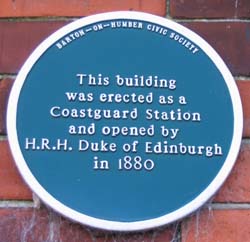 BARTON-ON-HUMBER CIVIC SOCIETY
This building
was erected as a
Coastguard Station
and opened by
H.R.H. Duke of Edinburgh
in 1880